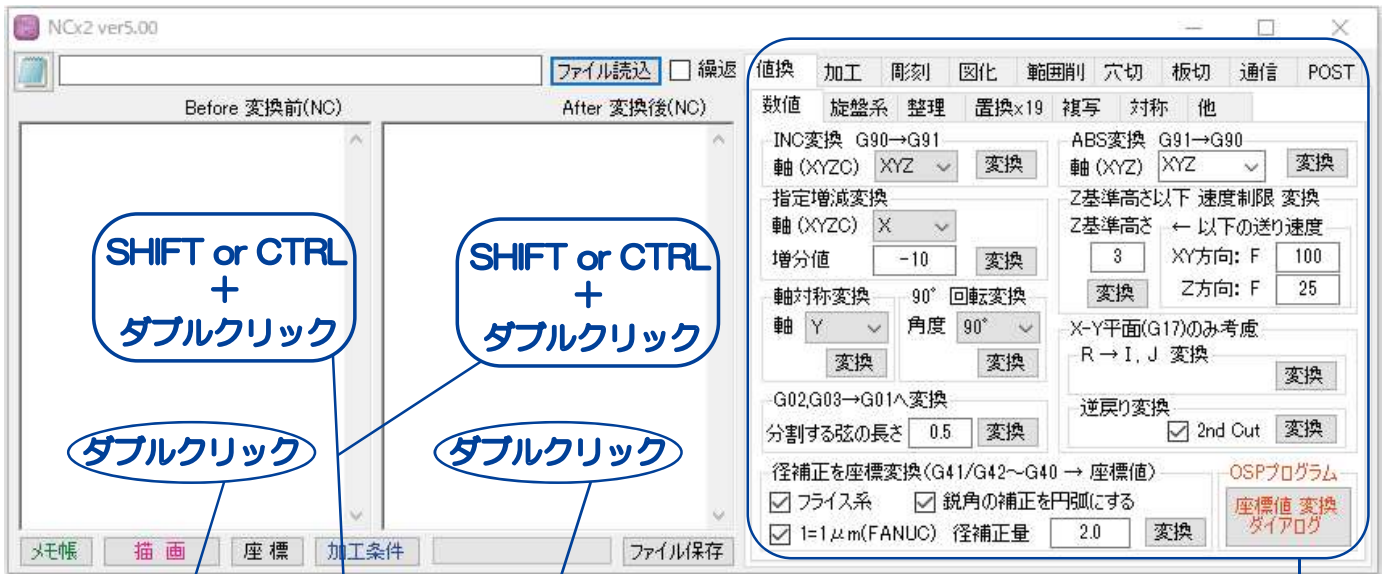 NCx2 ver5.00
ファイル読込 繰返
Before 変換前(NC) After 変換後(NC)
SHIFT or CTRL
+
ダブルクリック
SHIFT or CTRL
+
ダブルクリック
ダブルクリック
ダブルクリック
メモ帳 描 画 座 標 加工条件 ファイル保存
値換 加工 彫刻 図化 範囲削 穴切 板切 通信 POST
数値 旋盤系 整理 置換x19 複写 対称 他
INC変換 G90→G91
軸(XYZC) XYZ 変換
ABS変換 G91→G90
軸(XYZ) XYZ 変換
指定増減変換
軸(XYZC) X
増分値 -10 変換
Z基準高さ以下 速度制限 変換
Z基準高さ ← 以下の送り速度
3 XY方向: F 100
変換 Z方向: F 25
軸対称変換
軸 Y
変換
90° 回転変換
角度 90°
変換
X-Y平面(G17)のみ考慮
R→I, J 変換
変換
逆戻り変換
2nd Cut 変換
G02,G03→G01へ変換
分割する弦の長さ 0.5 変換
径補正を座標変換(G41/G42~G40 → 座標値)
フライス系 鋭角の補正を円弧にする
1=1μm(FANUC) 径補正量 2.0 変換
OSPプログラム
座標値 変換
ダイアログ